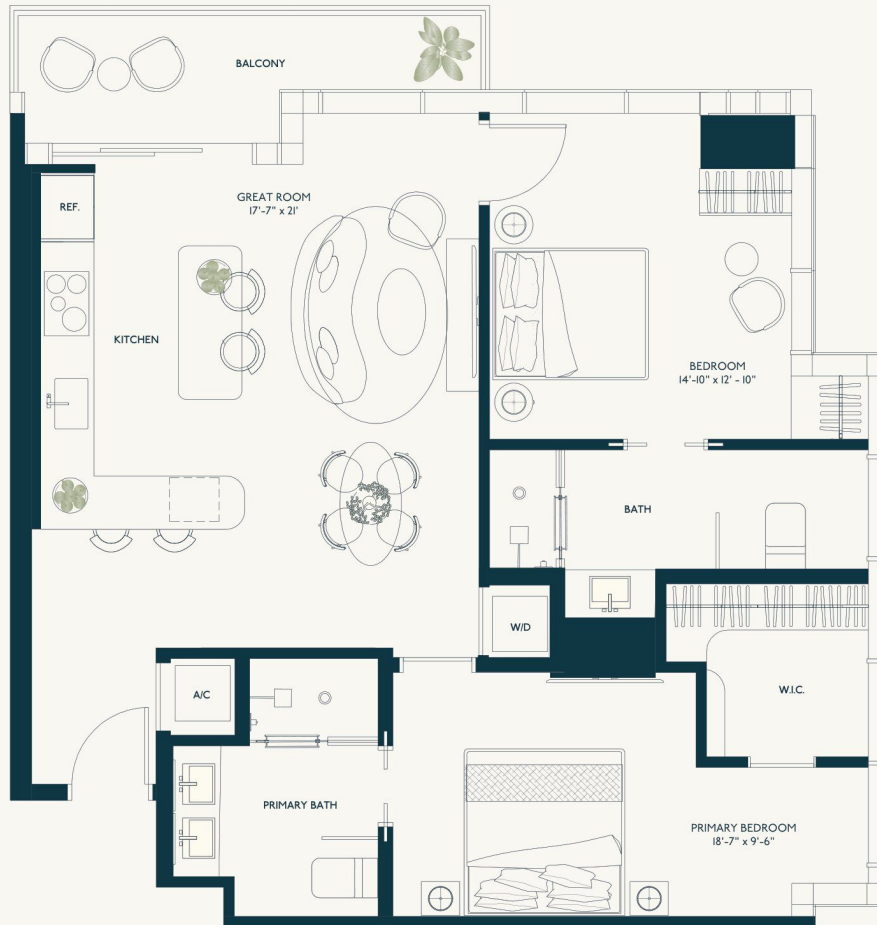 BALCONY
GREAT ROOM
17'-7" x 21'
REF.
KITCHEN
BEDROOM
14'-10" x 12' - 10"
BATH
W/D
A/C
W.I.C.
PRIMARY BATH
PRIMARY BEDROOM
18'-7" x 9'-6"